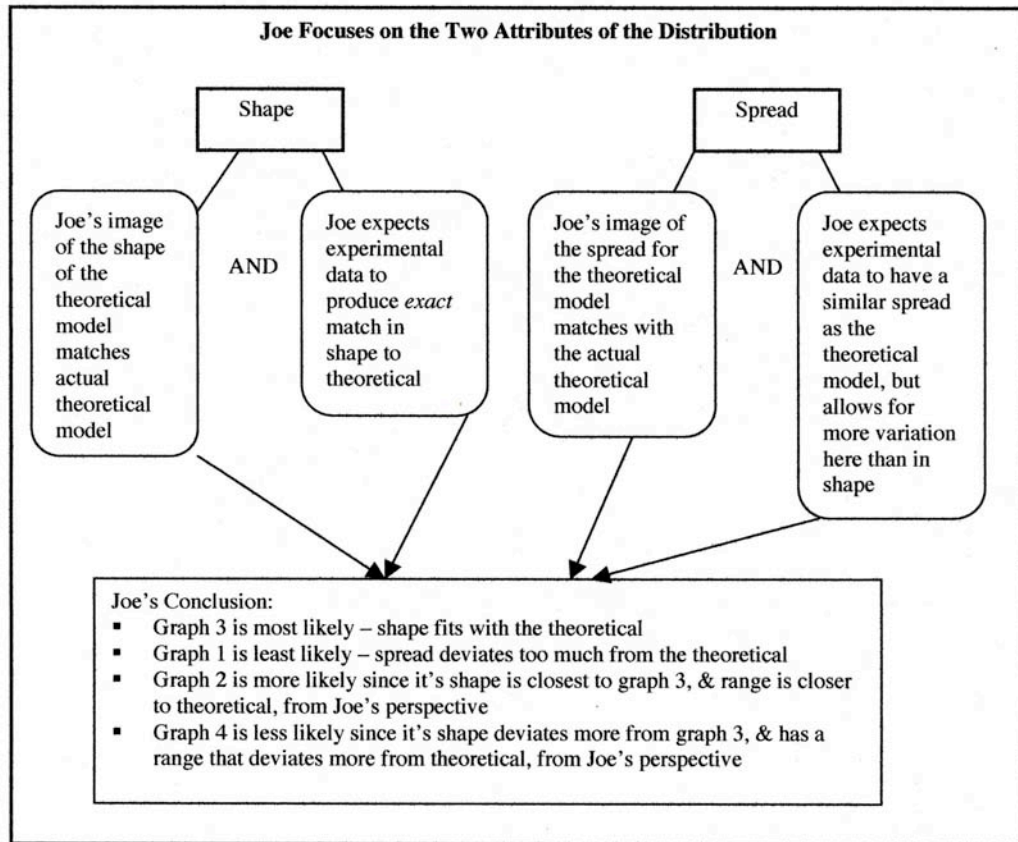 Joe Focuses on the Two Attributes of the Distribution
Shape
Spread
Joe's image
of the shape
of the
theoretical
model
matches
actual
theoretical
model
AND
Joe expects
experimental
data to
produce exact
match in
shape to
theoretical
Joe's image of
the spread for
the theoretical
model
matches with
the actual
theoretical
model
AND
Joe expects
experimental
data to have a
similar spread
as the
theoretical
model, but
allows for
more variation
here than in
shape
Joe's Conclusion:
▪ Graph 3 is most likely – shape fits with the theoretical
▪ Graph 1 is least likely – spread deviates too much from the theoretical
▪ Graph 2 is more likely since it's shape is closest to graph 3, & range is closer
to theoretical, from Joe's perspective
▪ Graph 4 is less likely since it's shape deviates more from graph 3, & has a
range that deviates more from theoretical, from Joe's perspective